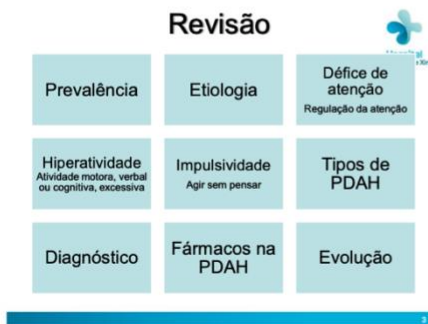 Revisão
Prevalência
Etiologia
Défice de
atenção
Regulação da atenção
Hiperatividade
Atividade motora, verbal
ou cognitiva, excessiva
Impulsividade
Agir sem pensar
Tipos de
PDAH
Diagnóstico
Fármacos na
PDAH
Evolução
3